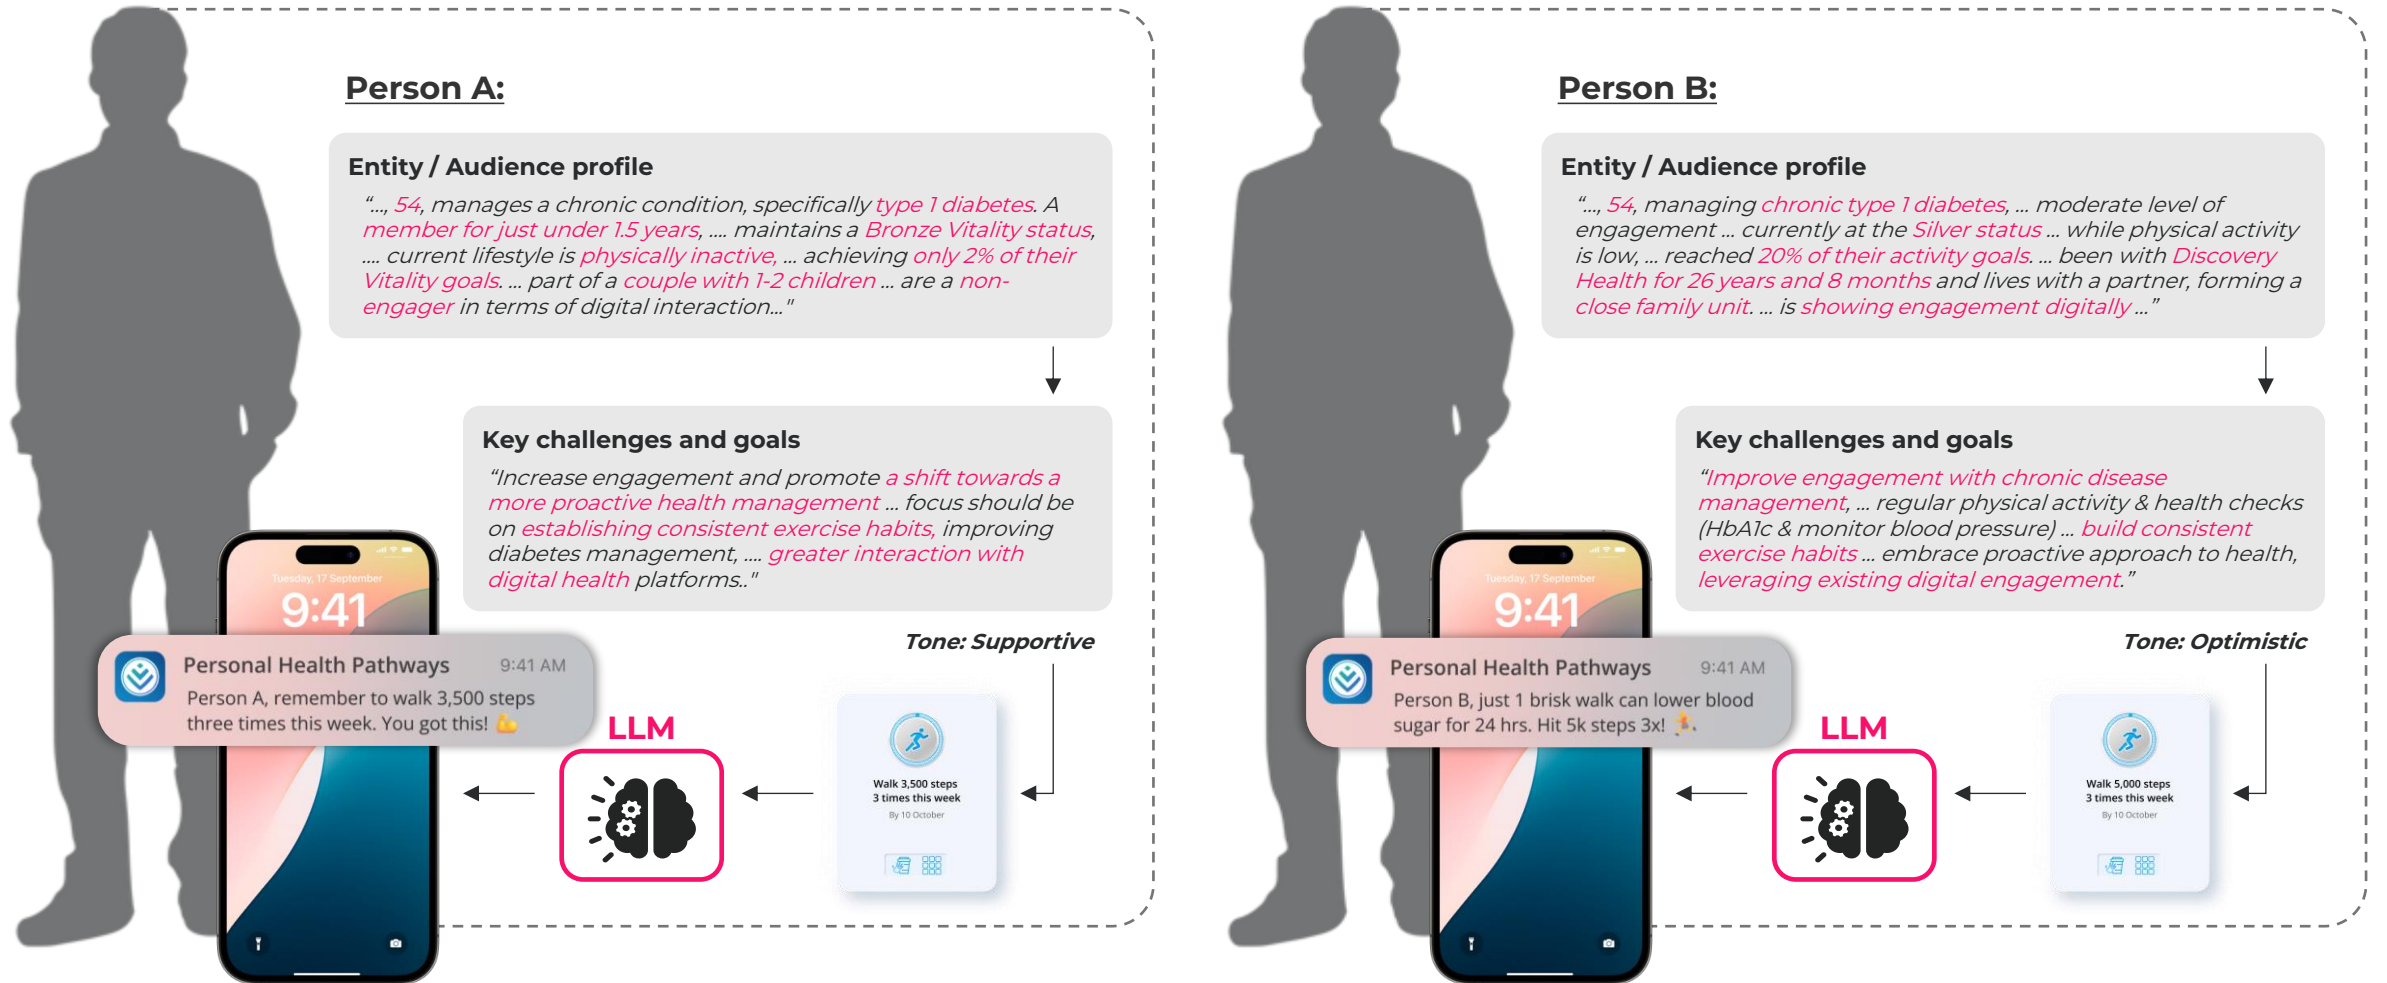 Person A:
Entity / Audience profile
“..., 54, manages a chronic condition, specifically type 1 diabetes. A
member for just under 1.5 years, .... maintains a Bronze Vitality status,
.... current lifestyle is physically inactive, ... achieving only 2% of their
Vitality goals. ... part of a couple with 1-2 children ... are a non-
engager in terms of digital interaction..."
Key challenges and goals
“Increase engagement and promote a shift towards a
more proactive health management ... focus should be
on establishing consistent exercise habits, improving
diabetes management, .... greater interaction with
digital health platforms.."
Tone: Supportive
Walk 3,500 steps
3 times this week
By 10 October
LLM
Tuesday, 17 September
9:41
Personal Health Pathways 9:41 AM
Person A, remember to walk 3,500 steps
three times this week. You got this! 💪
Person B:
Entity / Audience profile
“..., 54, managing chronic type 1 diabetes, ... moderate level of
engagement ... currently at the Silver status ... while physical activity
is low, ... reached 20% of their activity goals. ... been with Discovery
Health for 26 years and 8 months and lives with a partner, forming a
close family unit. ... is showing engagement digitally ...”
Key challenges and goals
“Improve engagement with chronic disease
management, ... regular physical activity & health checks
(HbA1c & monitor blood pressure) ... build consistent
exercise habits ... embrace proactive approach to health,
leveraging existing digital engagement.”
Tone: Optimistic
Walk 5,000 steps
3 times this week
By 10 October
LLM
Tuesday, 17 September
9:41
Personal Health Pathways 9:41 AM
Person B, just 1 brisk walk can lower blood
sugar for 24 hrs. Hit 5k steps 3x! 🏃